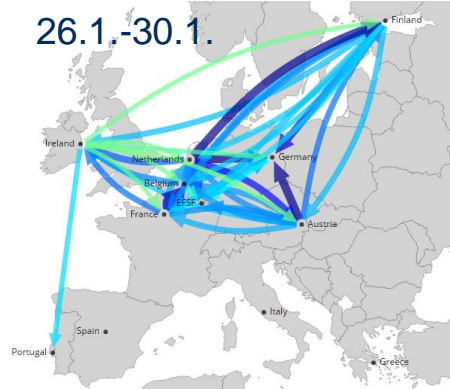 26.1.-30.1.
Finland
Ireland
Netherlands
Germany
Belgium
EFSF
France
Austria
Italy
Spain
Portugal
Greece